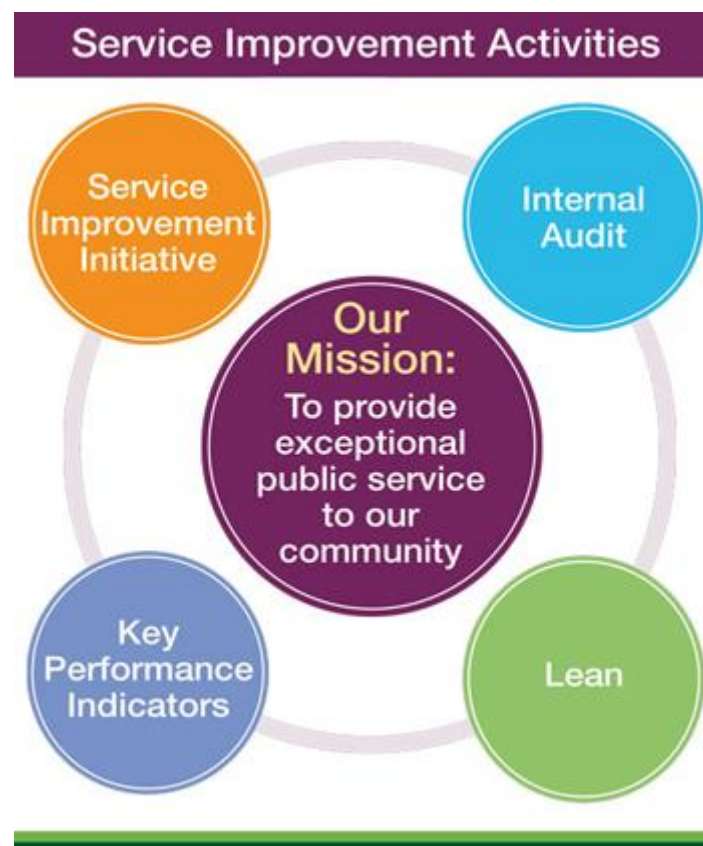 Service Improvement Activities
Service
Improvement
Initiative
Internal
Audit
Our
Mission:
To provide
exceptional
public service
to our
community
Key
Performance
Indicators
Lean